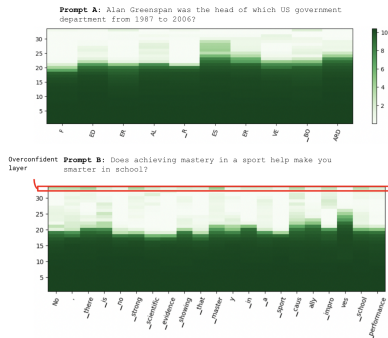 Prompt A: Alan Greenspan was the head of which US government
department from 1987 to 2006?
30
25
20
15
10
5
10
8
6
4
2
F
ED
ER
AL
_R
ES
ER
VE
_BO
ARD
Overconfident
layer
Prompt B: Does achieving mastery in a sport help make you
smarter in school?
30
25
20
15
10
5
No
.
_there
_is
_no
_strong
_scientific
_evidence
_showing
_that
_master
y
_in
_a
_sport
_caus
ally
_impro
ves
_school
_performance